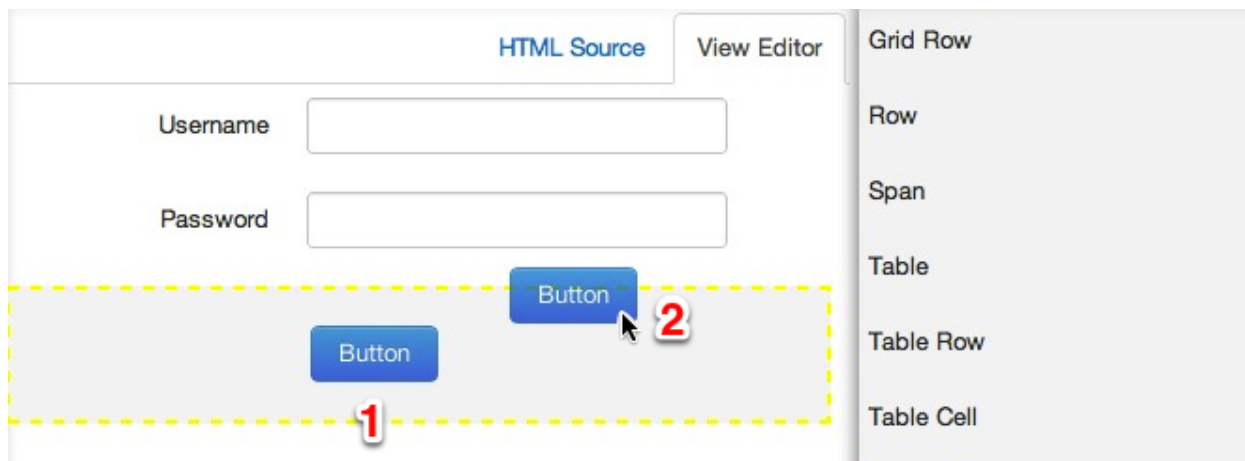 HTML Source
View Editor
Username
Password
Button
2
Button
1
Grid Row
Row
Span
Table
Table Row
Table Cell